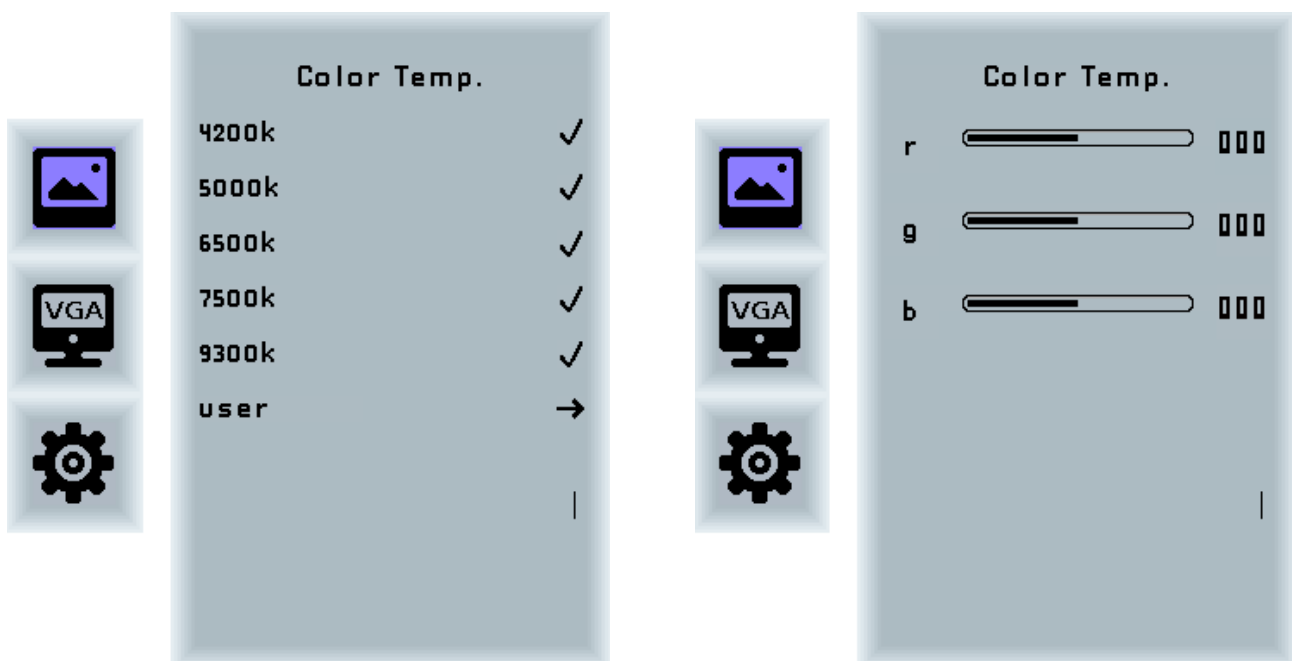 Color Temp.
4200k ✓
5000k ✓
6500k ✓
7500k ✓
9300k ✓
user →
VGA
Color Temp.
r 000
g 000
b 000
VGA